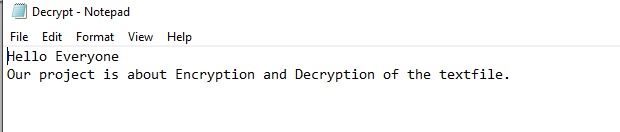 Decrypt - Notepad
File Edit Format View Help
Hello Everyone
Our project is about Encryption and Decryption of the textfile.